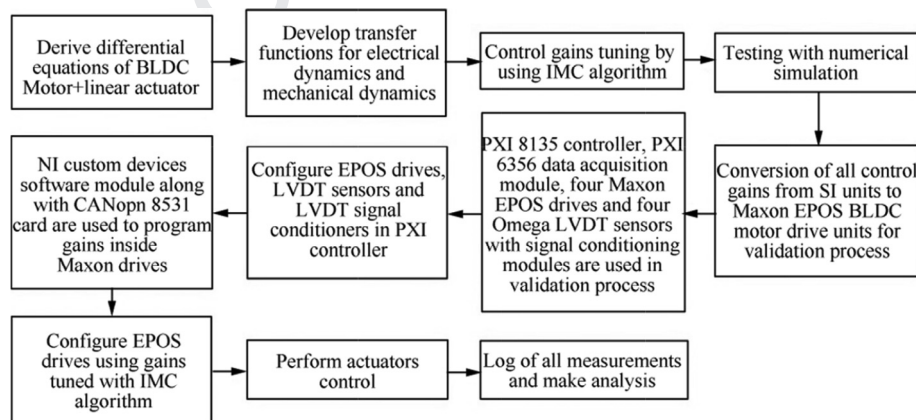 Derive differential
equations of BLDC
Motor+linear actuator
Develop transfer
functions for electrical
dynamics and
mechanical dynamics
Control gains tuning by
using IMC algorithm
Testing with numerical
simulation
Conversion of all control
gains from SI units to
Maxon EPOS BLDC
motor drive units for
validation process
PXI 8135 controller, PXI
6356 data acquisition
module, four Maxon
EPOS drives and four
Omega LVDT sensors
with signal conditioning
modules are used in
validation process
Configure EPOS drives,
LVDT sensors and
LVDT signal
conditioners in PXI
controller
NI custom devices
software module along
with CANopn 8531
card are used to program
gains inside
Maxon drives
Configure EPOS
drives using gains
tuned with IMC
algorithm
Perform actuators
control
Log of all measurements
and make analysis